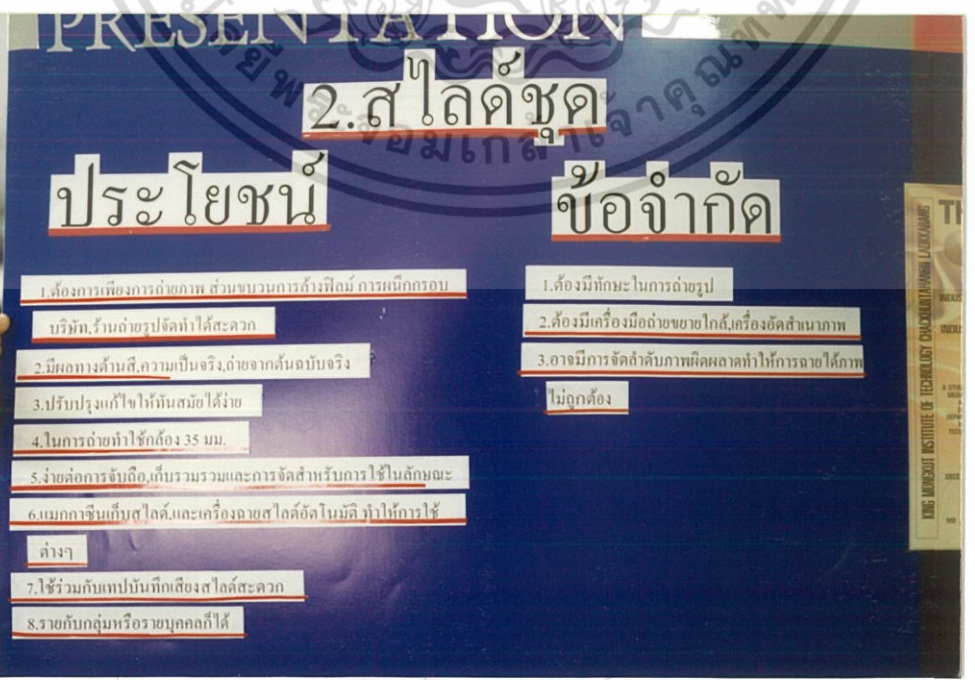 PRESENTATION
2.สไลด์ชุด
ประโยชน์
1.ต้องการเพียงการถ่ายภาพ ส่วนขบวนการล้างฟิล์ม การผนึกกรอบ
บริษัท,ร้านถ่ายรูปจัดทำได้สะดวก
2.มีผลทางด้านสี,ความเป็นจริง,ถ่ายจากต้นฉบับจริง
3.ปรับปรุงแก้ไขให้ทันสมัยได้ง่าย
4.ในการถ่ายทำใช้กล้อง 35 มม.
5.ง่ายต่อการจับถือ,เก็บรวมรวมและการจัดสำหรับการใช้ในลักษณะ
6.แมกกาซีนเก็บสไลด์,และเครื่องฉายสไลด์อัตโนมัติ ทำให้การใช้
ต่างๆ
7.ใช้ร่วมกับเทปบันทึกเสียงสไลด์สะดวก
8.รายกับกลุ่มหรือรายบุคคลก็ได้
ข้อจำกัด
1.ต้องมีทักษะในการถ่ายรูป
2.ต้องมีเครื่องมือถ่ายขยายใกล้,เครื่องอัดสำเนาภาพ
3.อาจมีการจัดลำดับภาพผิดผลาดทำให้การฉายได้ภาพ
ไม่ถูกต้อง
KING MONGKUT INSTITUTE OF TECHNOLOGY CHAOKHUNTHAHAN LADKRABANG
พระจอมเกล้าเจ้าคุณท